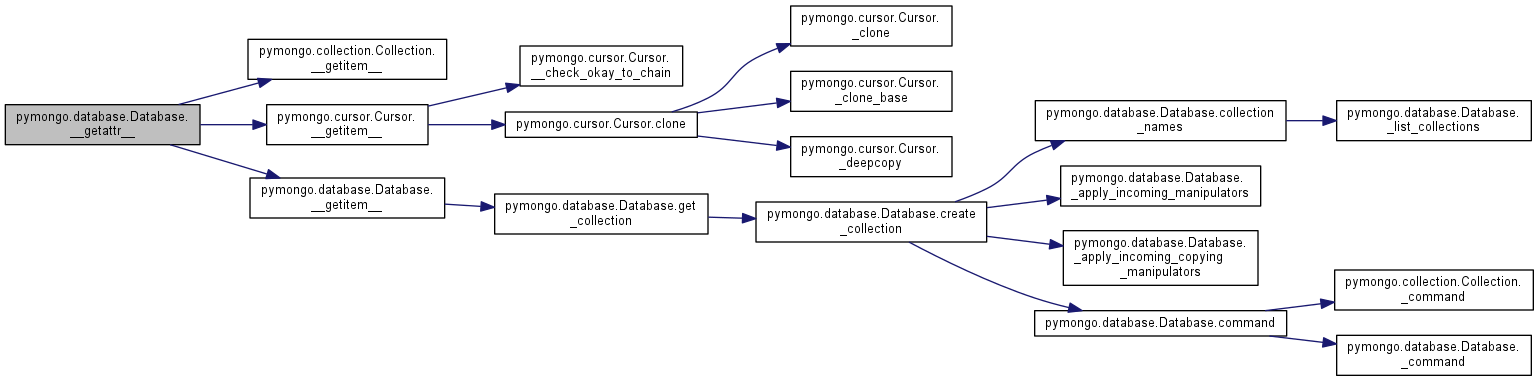 pymongo.database.Database.
__getattr__
pymongo.collection.Collection.
__getitem__
pymongo.cursor.Cursor.
__getitem__
pymongo.database.Database.
__getitem__
pymongo.cursor.Cursor.
__check_okay_to_chain
pymongo.cursor.Cursor.clone
pymongo.database.Database.get
_collection
pymongo.cursor.Cursor.
_clone
pymongo.cursor.Cursor.
_clone_base
pymongo.cursor.Cursor.
_deepcopy
pymongo.database.Database.create
_collection
pymongo.database.Database.collection
_names
pymongo.database.Database.
_apply_incoming_manipulators
pymongo.database.Database.
_apply_incoming_copying
_manipulators
pymongo.database.Database.command
pymongo.database.Database.
_list_collections
pymongo.collection.Collection.
_command
pymongo.database.Database.
_command